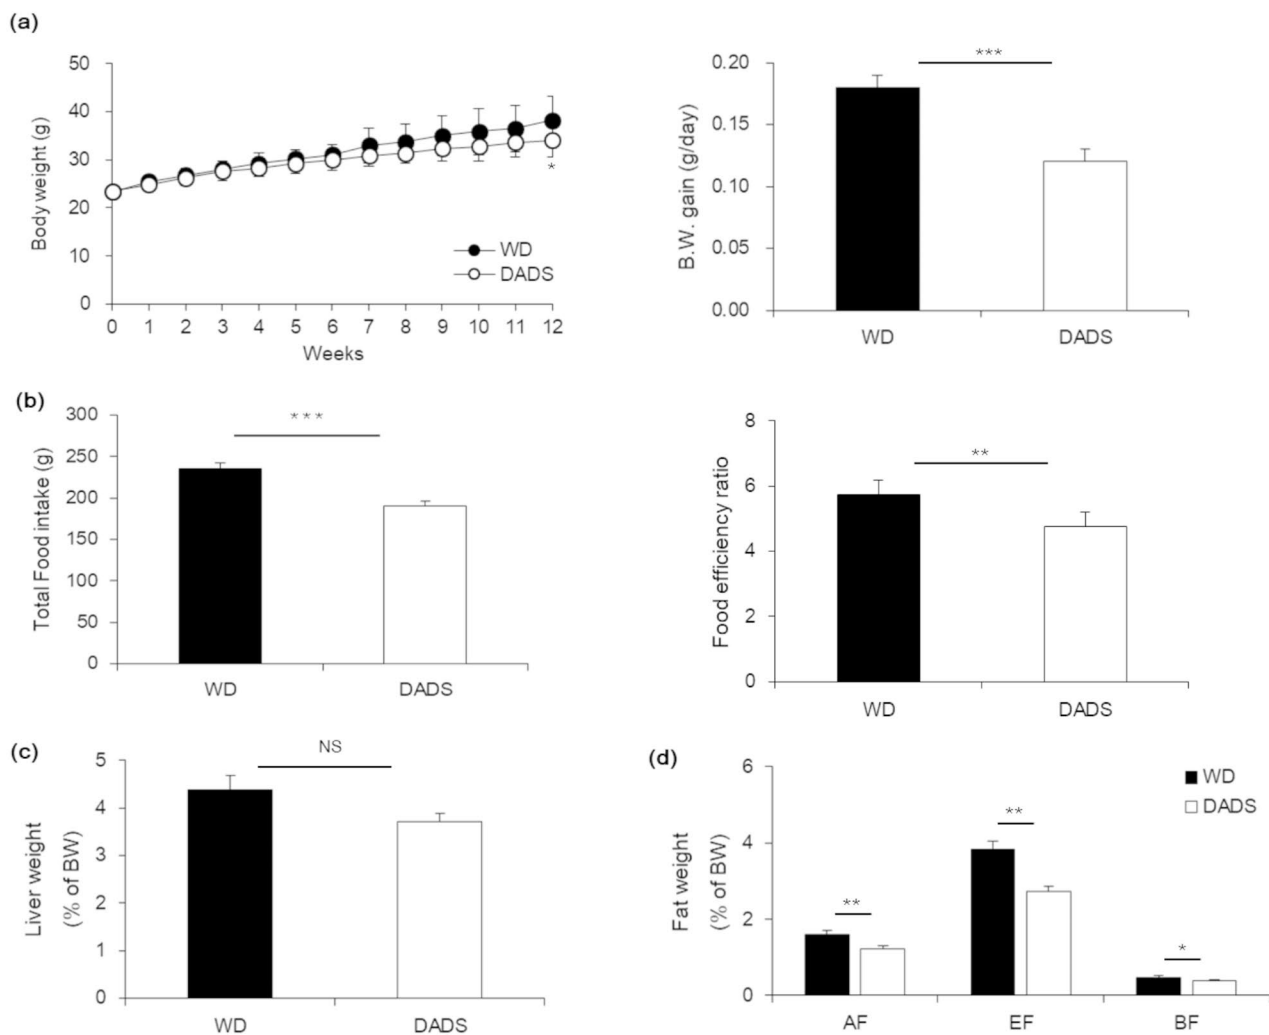 (a)
Body weight (g)
50
40
30
20
10
0
0 1 2 3 4 5 6 7 8 9 10 11 12
Weeks
WD
DADS
*
B.W. gain (g/day)
0.20
0.15
0.10
0.05
0.00
***
WD DADS
(b)
Total Food intake (g)
300
250
200
150
100
50
0
***
WD DADS
Food efficiency ratio
8
6
4
2
0
**
WD DADS
(c)
Liver weight
(% of BW)
5
4
3
2
1
0
NS
WD DADS
(d)
Fat weight
(% of BW)
6
4
2
0
WD
DADS
**
**
*
AF EF BF